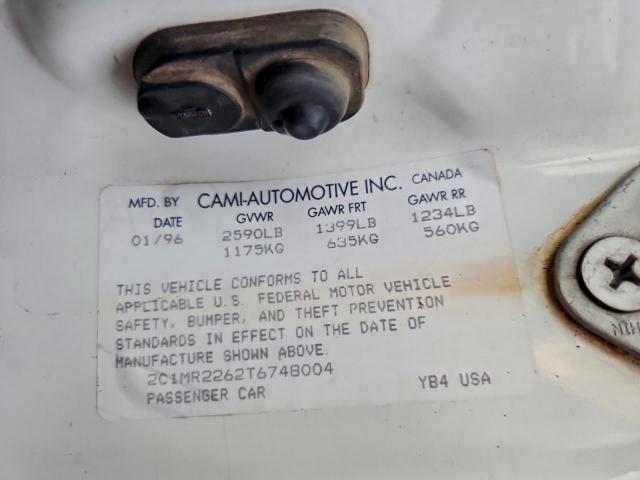 MFD. BY CAMI-AUTOMOTIVE INC. CANADA
DATE GVWR GAWR FRT GAWR RR
01/96 2590LB 1399LB 1234LB
1175KG 635KG 560KG
THIS VEHICLE CONFORMS TO ALL
APPLICABLE U.S. FEDERAL MOTOR VEHICLE
SAFETY, BUMPER, AND THEFT PREVENTION
STANDARDS IN EFFECT ON THE DATE OF
MANUFACTURE SHOWN ABOVE.
2C1MR2262T6748004
PASSENGER CAR YB4 USA